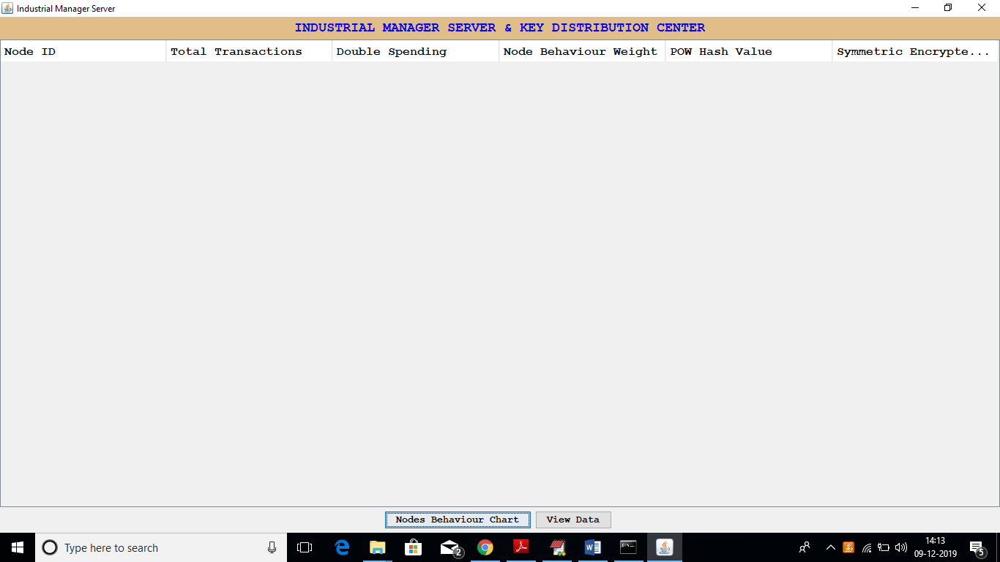 Industrial Manager Server
INDUSTRIAL MANAGER SERVER & KEY DISTRIBUTION CENTER
Node ID Total Transactions Double Spending Node Behaviour Weight POW Hash Value Symmetric Encrypte...
Nodes Behaviour Chart View Data
Type here to search 2 14:13
09-12-2019 5